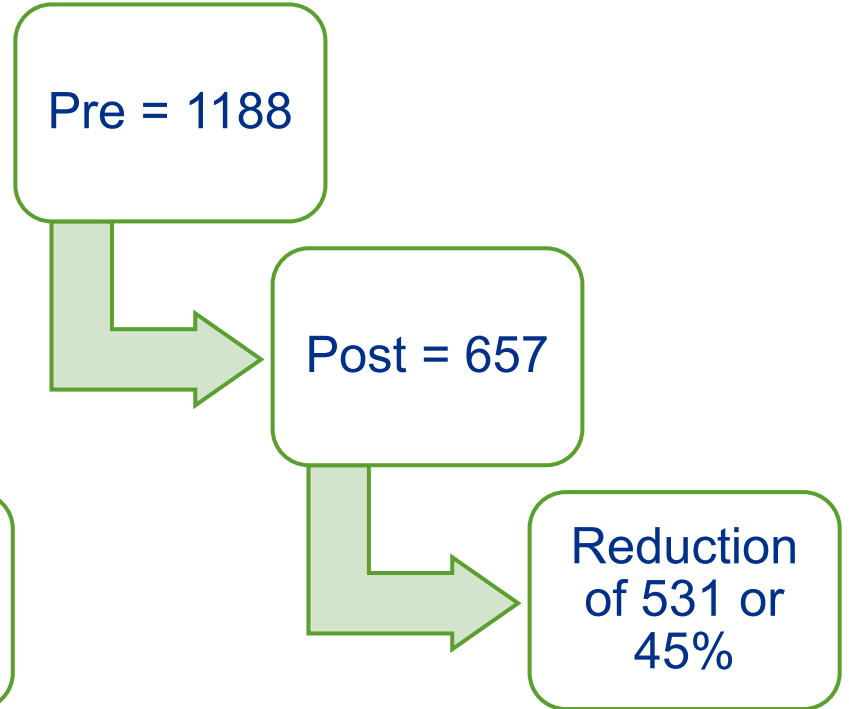 Pre = 1188
Post = 657
Reduction
of 531 or
45%